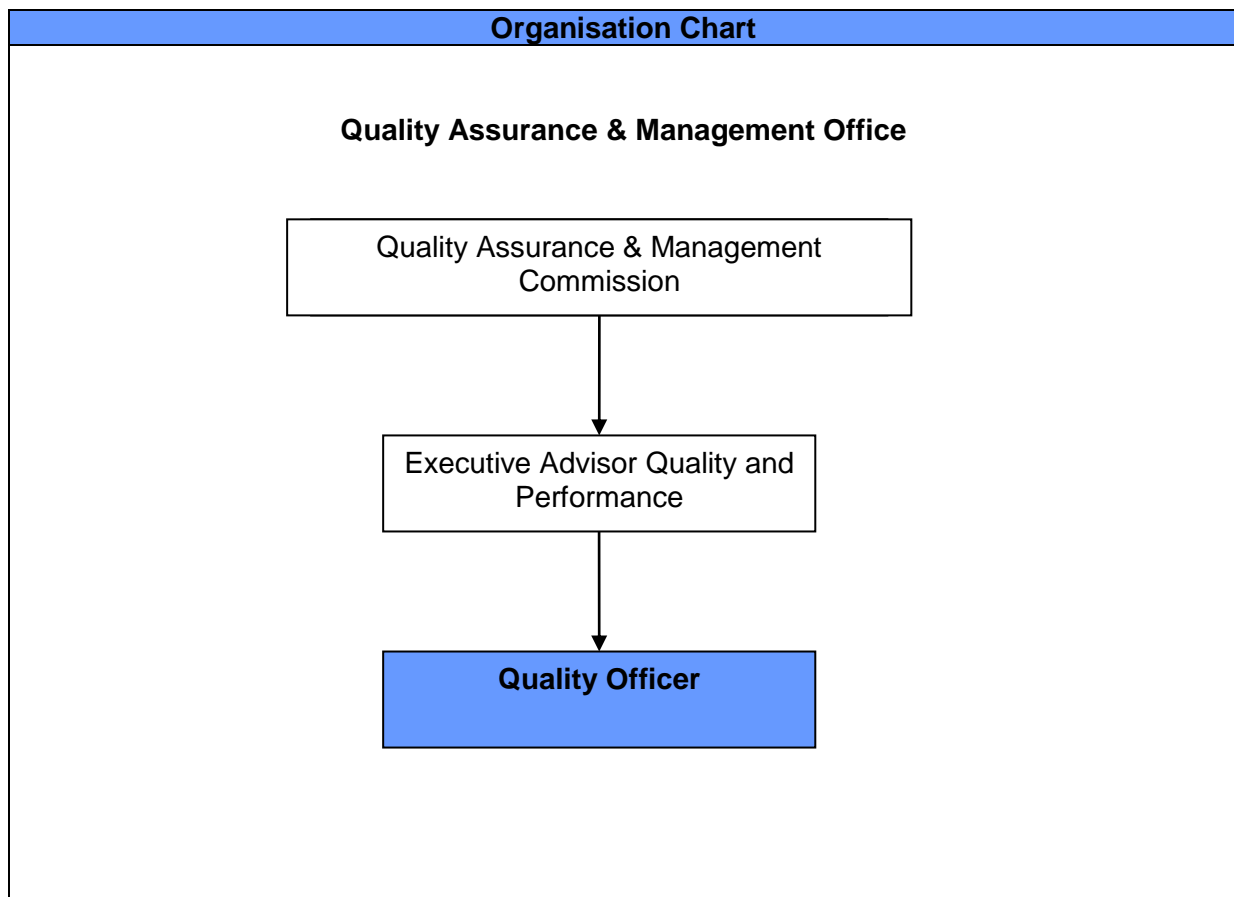 Organisation Chart
Quality Assurance & Management Office
Quality Assurance & Management
Commission
Executive Advisor Quality and
Performance
Quality Officer